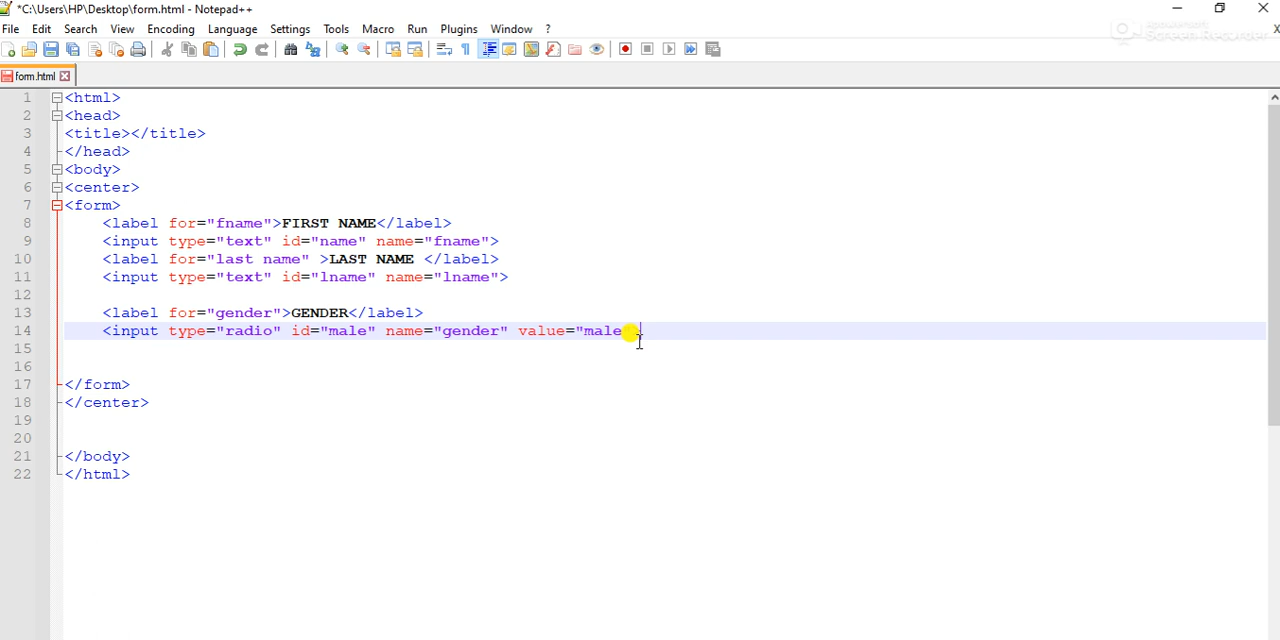 *C:\Users\HP\Desktop\form.html - Notepad++
File Edit Search View Encoding Settings Tools Macro Run Plugins Window ? X
Apowersoft
Screen Recorder
form.html
1 <html>
2 <head>
3 <title></title>
4 </head>
5 <body>
6 <center>
7 <form>
8 <label for="fname">FIRST NAME</label>
9 <input type="text" id="name" name="fname">
10 <label for="last name" >LAST NAME </label>
11 <input type="text" id="lname" name="lname">
12
13 <label for="gender">GENDER</label>
14 <input type="radio" id="male" name="gender" value="male
15
16
17 </form>
18 </center>
19
20
21 </body>
22 </html>